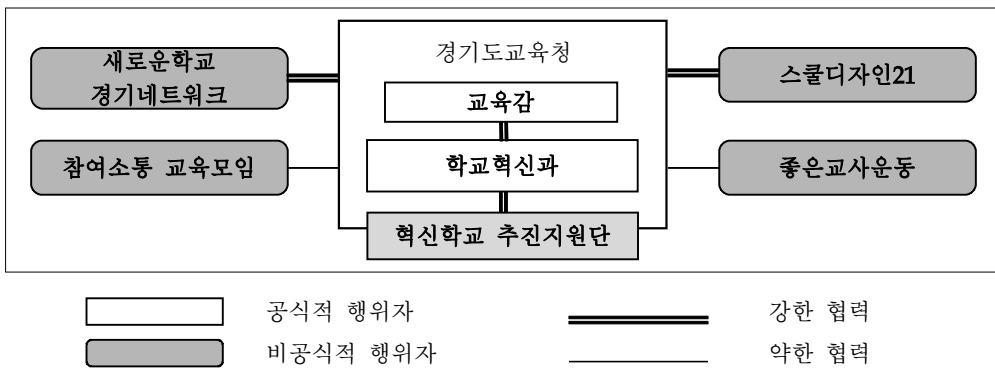 새로운학교
경기네트워크
참여소통 교육모임
경기도교육청
교육감
학교혁신과
혁신학교 추진지원단
스쿨디자인21
좋은교사운동
공식적 행위자
강한 협력
비공식적 행위자
약한 협력